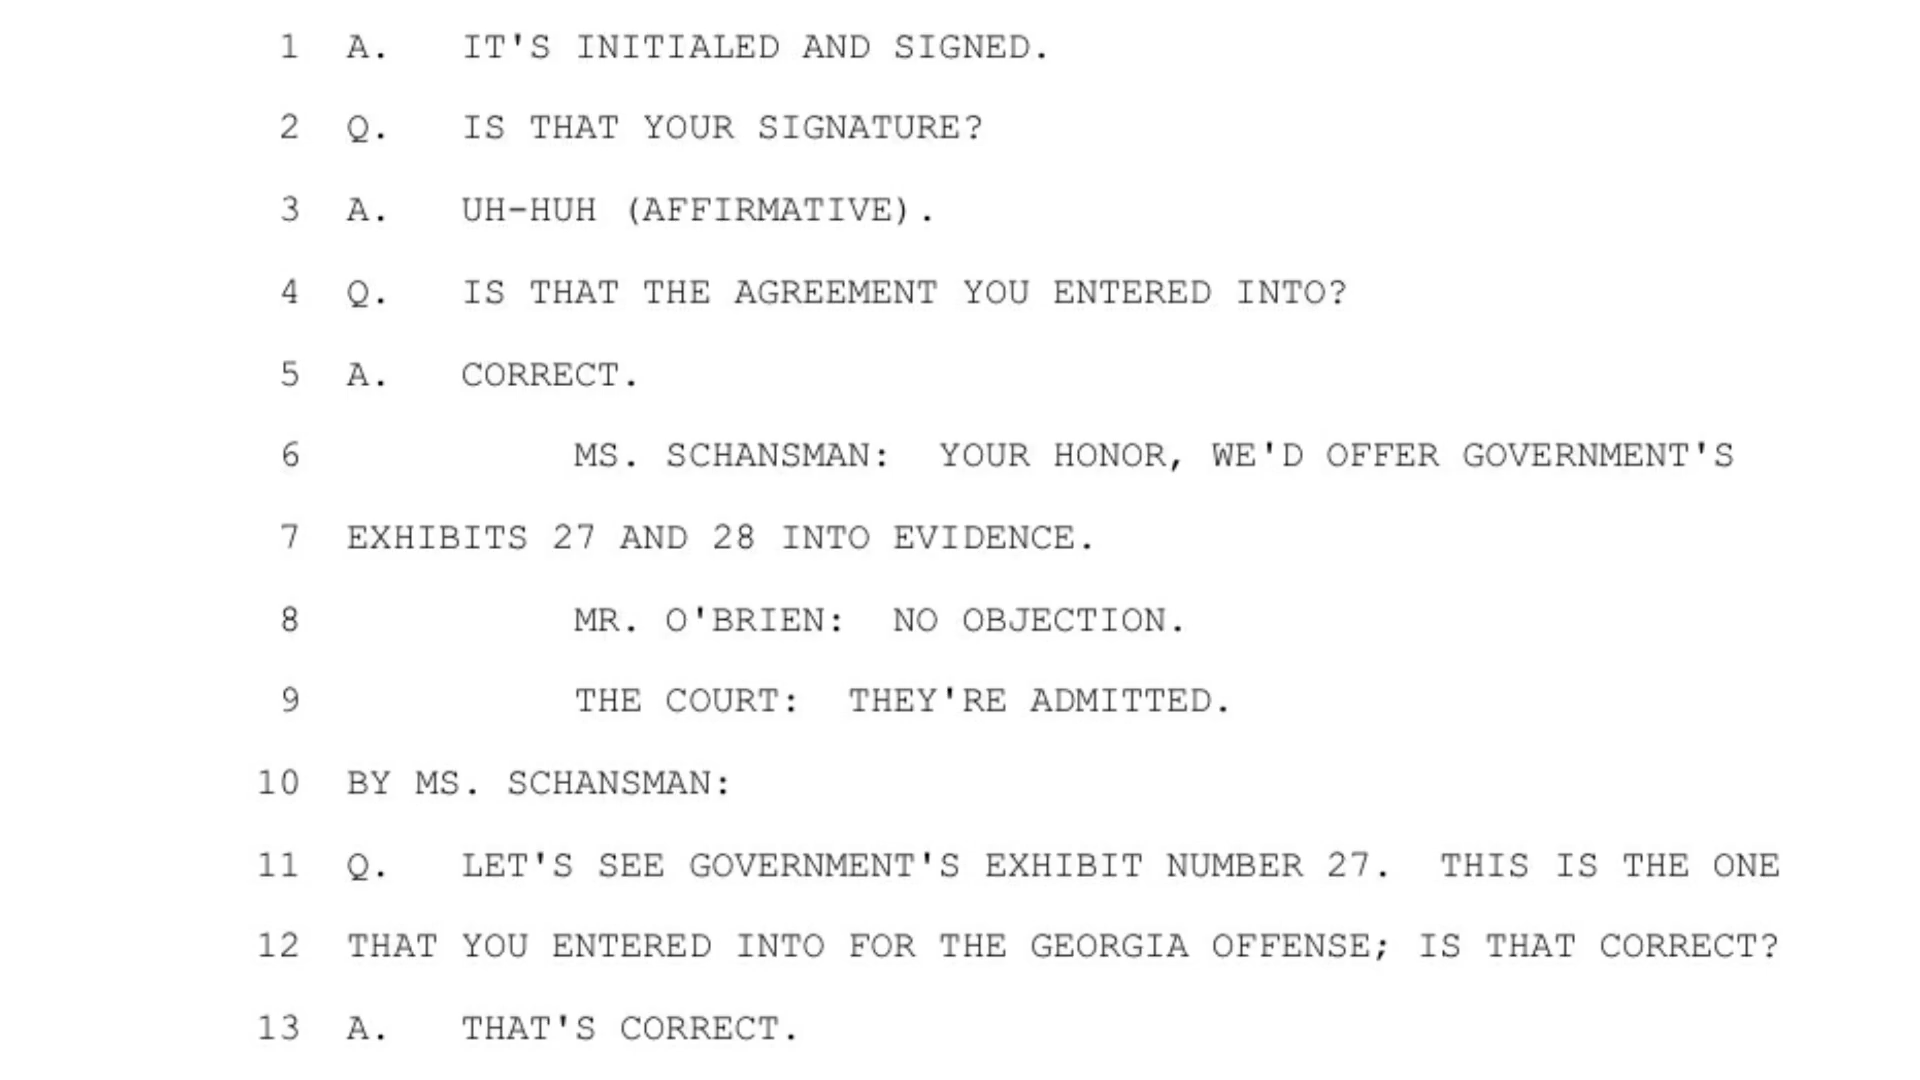 1 A. IT'S INITIALED AND SIGNED.
2 Q. IS THAT YOUR SIGNATURE?
3 A. UH-HUH (AFFIRMATIVE).
4 Q. IS THAT THE AGREEMENT YOU ENTERED INTO?
5 A. CORRECT.
6 MS. SCHANSMAN: YOUR HONOR, WE'D OFFER GOVERNMENT'S
7 EXHIBITS 27 AND 28 INTO EVIDENCE.
8 MR. O'BRIEN: NO OBJECTION.
9 THE COURT: THEY'RE ADMITTED.
10 BY MS. SCHANSMAN:
11 Q. LET'S SEE GOVERNMENT'S EXHIBIT NUMBER 27. THIS IS THE ONE
12 THAT YOU ENTERED INTO FOR THE GEORGIA OFFENSE; IS THAT CORRECT?
13 A. THAT'S CORRECT.